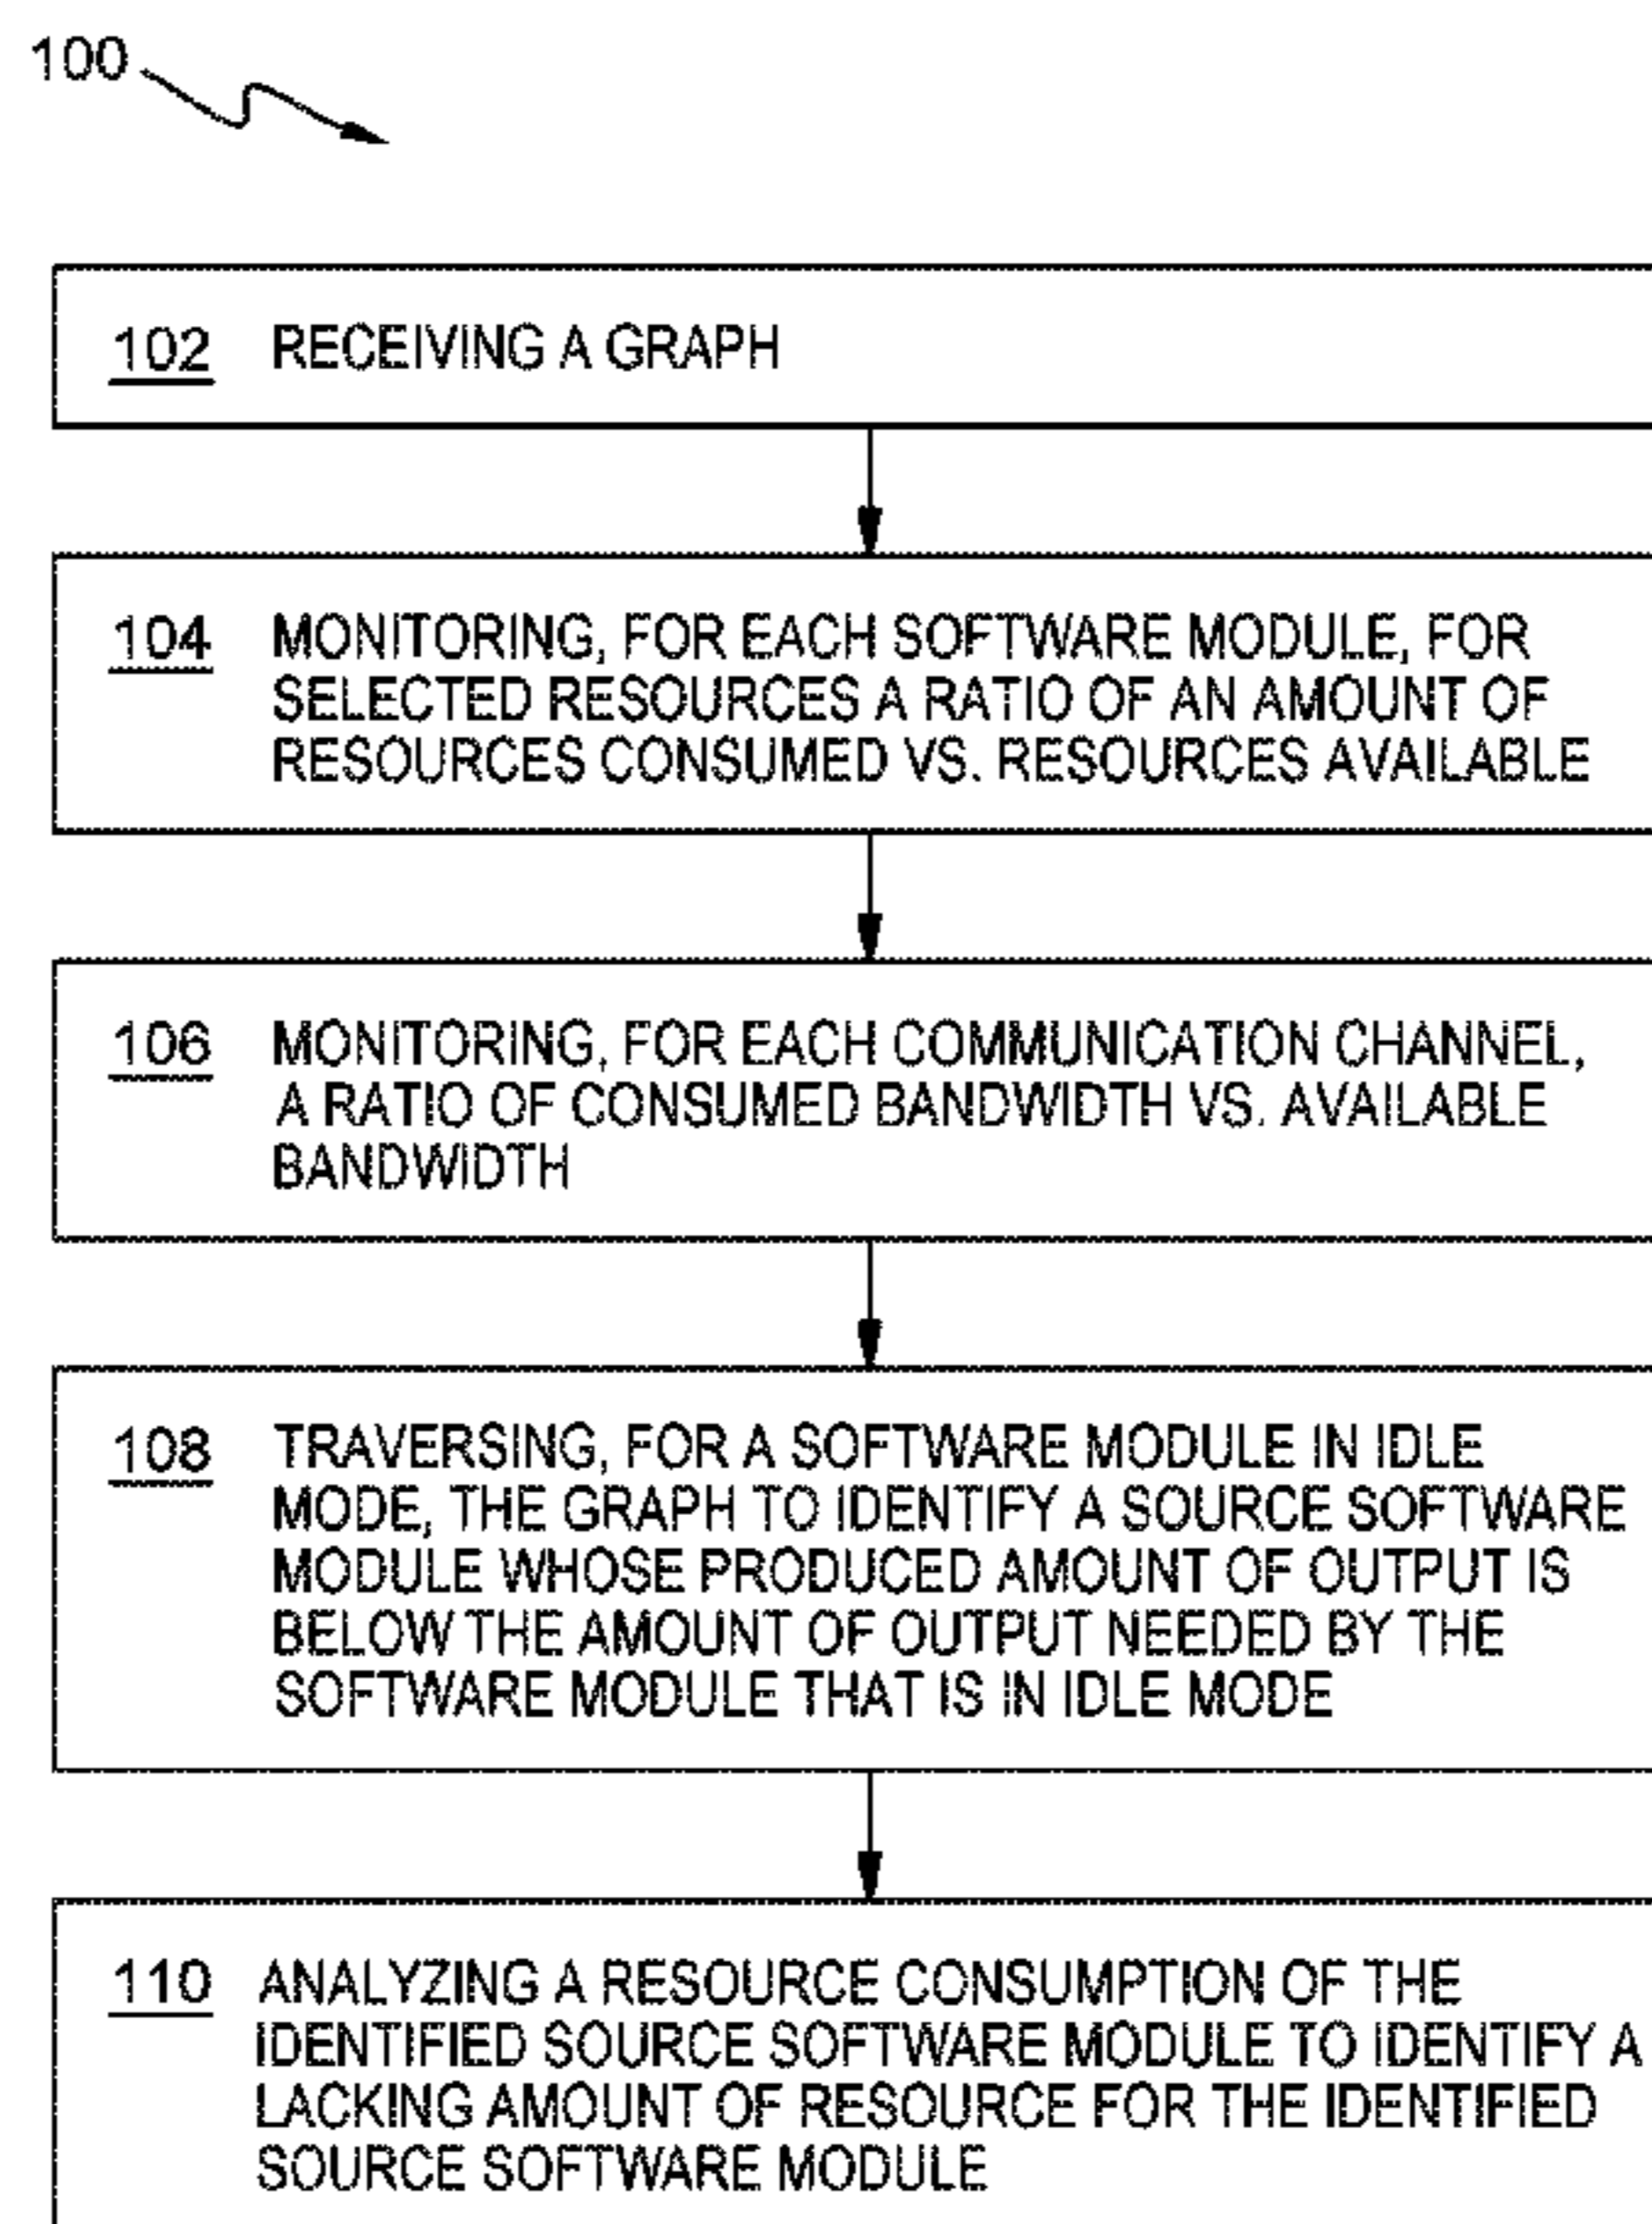 100
102 RECEIVING A GRAPH
104 MONITORING, FOR EACH SOFTWARE MODULE, FOR
SELECTED RESOURCES A RATIO OF AN AMOUNT OF
RESOURCES CONSUMED VS. RESOURCES AVAILABLE
106 MONITORING, FOR EACH COMMUNICATION CHANNEL,
A RATIO OF CONSUMED BANDWIDTH VS. AVAILABLE
BANDWIDTH
108 TRAVERSING, FOR A SOFTWARE MODULE IN IDLE
MODE, THE GRAPH TO IDENTIFY A SOURCE SOFTWARE
MODULE WHOSE PRODUCED AMOUNT OF OUTPUT IS
BELOW THE AMOUNT OF OUTPUT NEEDED BY THE
SOFTWARE MODULE THAT IS IN IDLE MODE
110 ANALYZING A RESOURCE CONSUMPTION OF THE
IDENTIFIED SOURCE SOFTWARE MODULE TO IDENTIFY A
LACKING AMOUNT OF RESOURCE FOR THE IDENTIFIED
SOURCE SOFTWARE MODULE